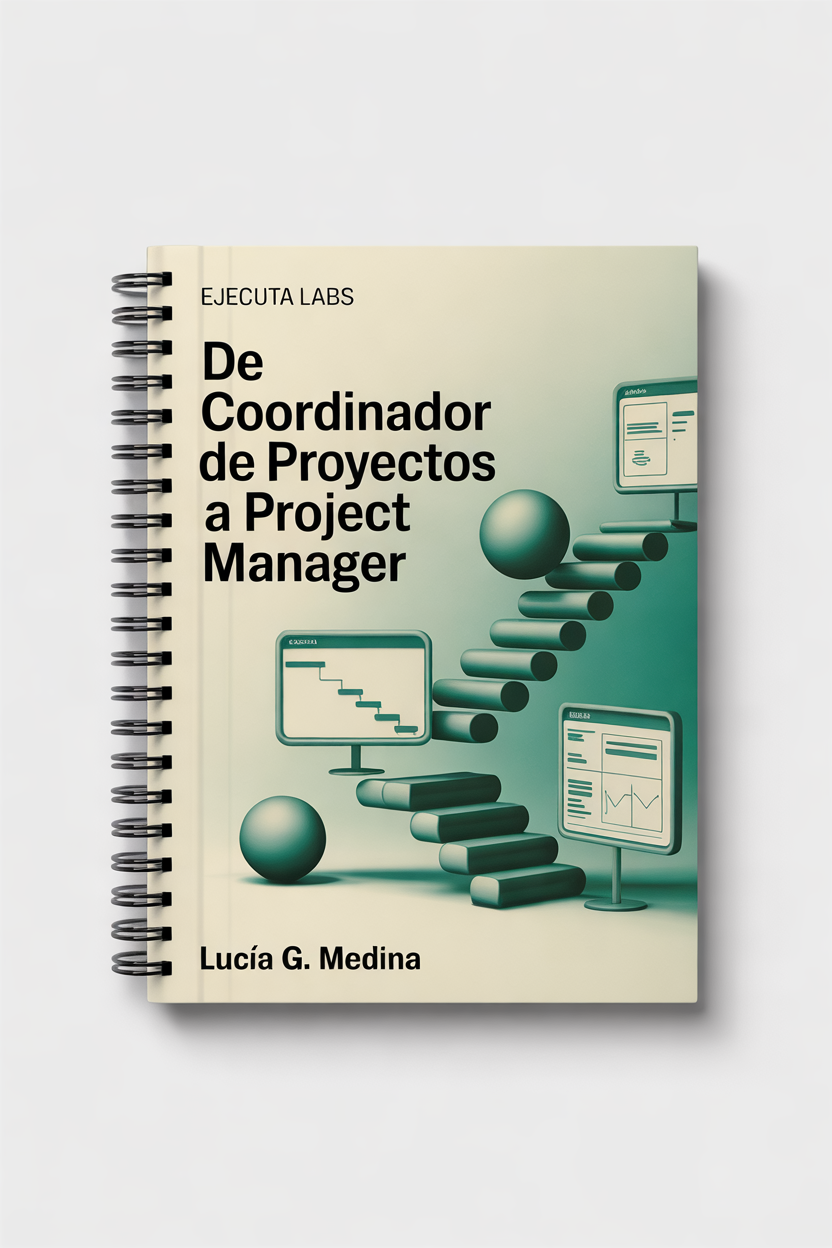 EJECUTA LABS
De
Coordinador
de Proyectos
a Project
Manager
Lucía G. Medina